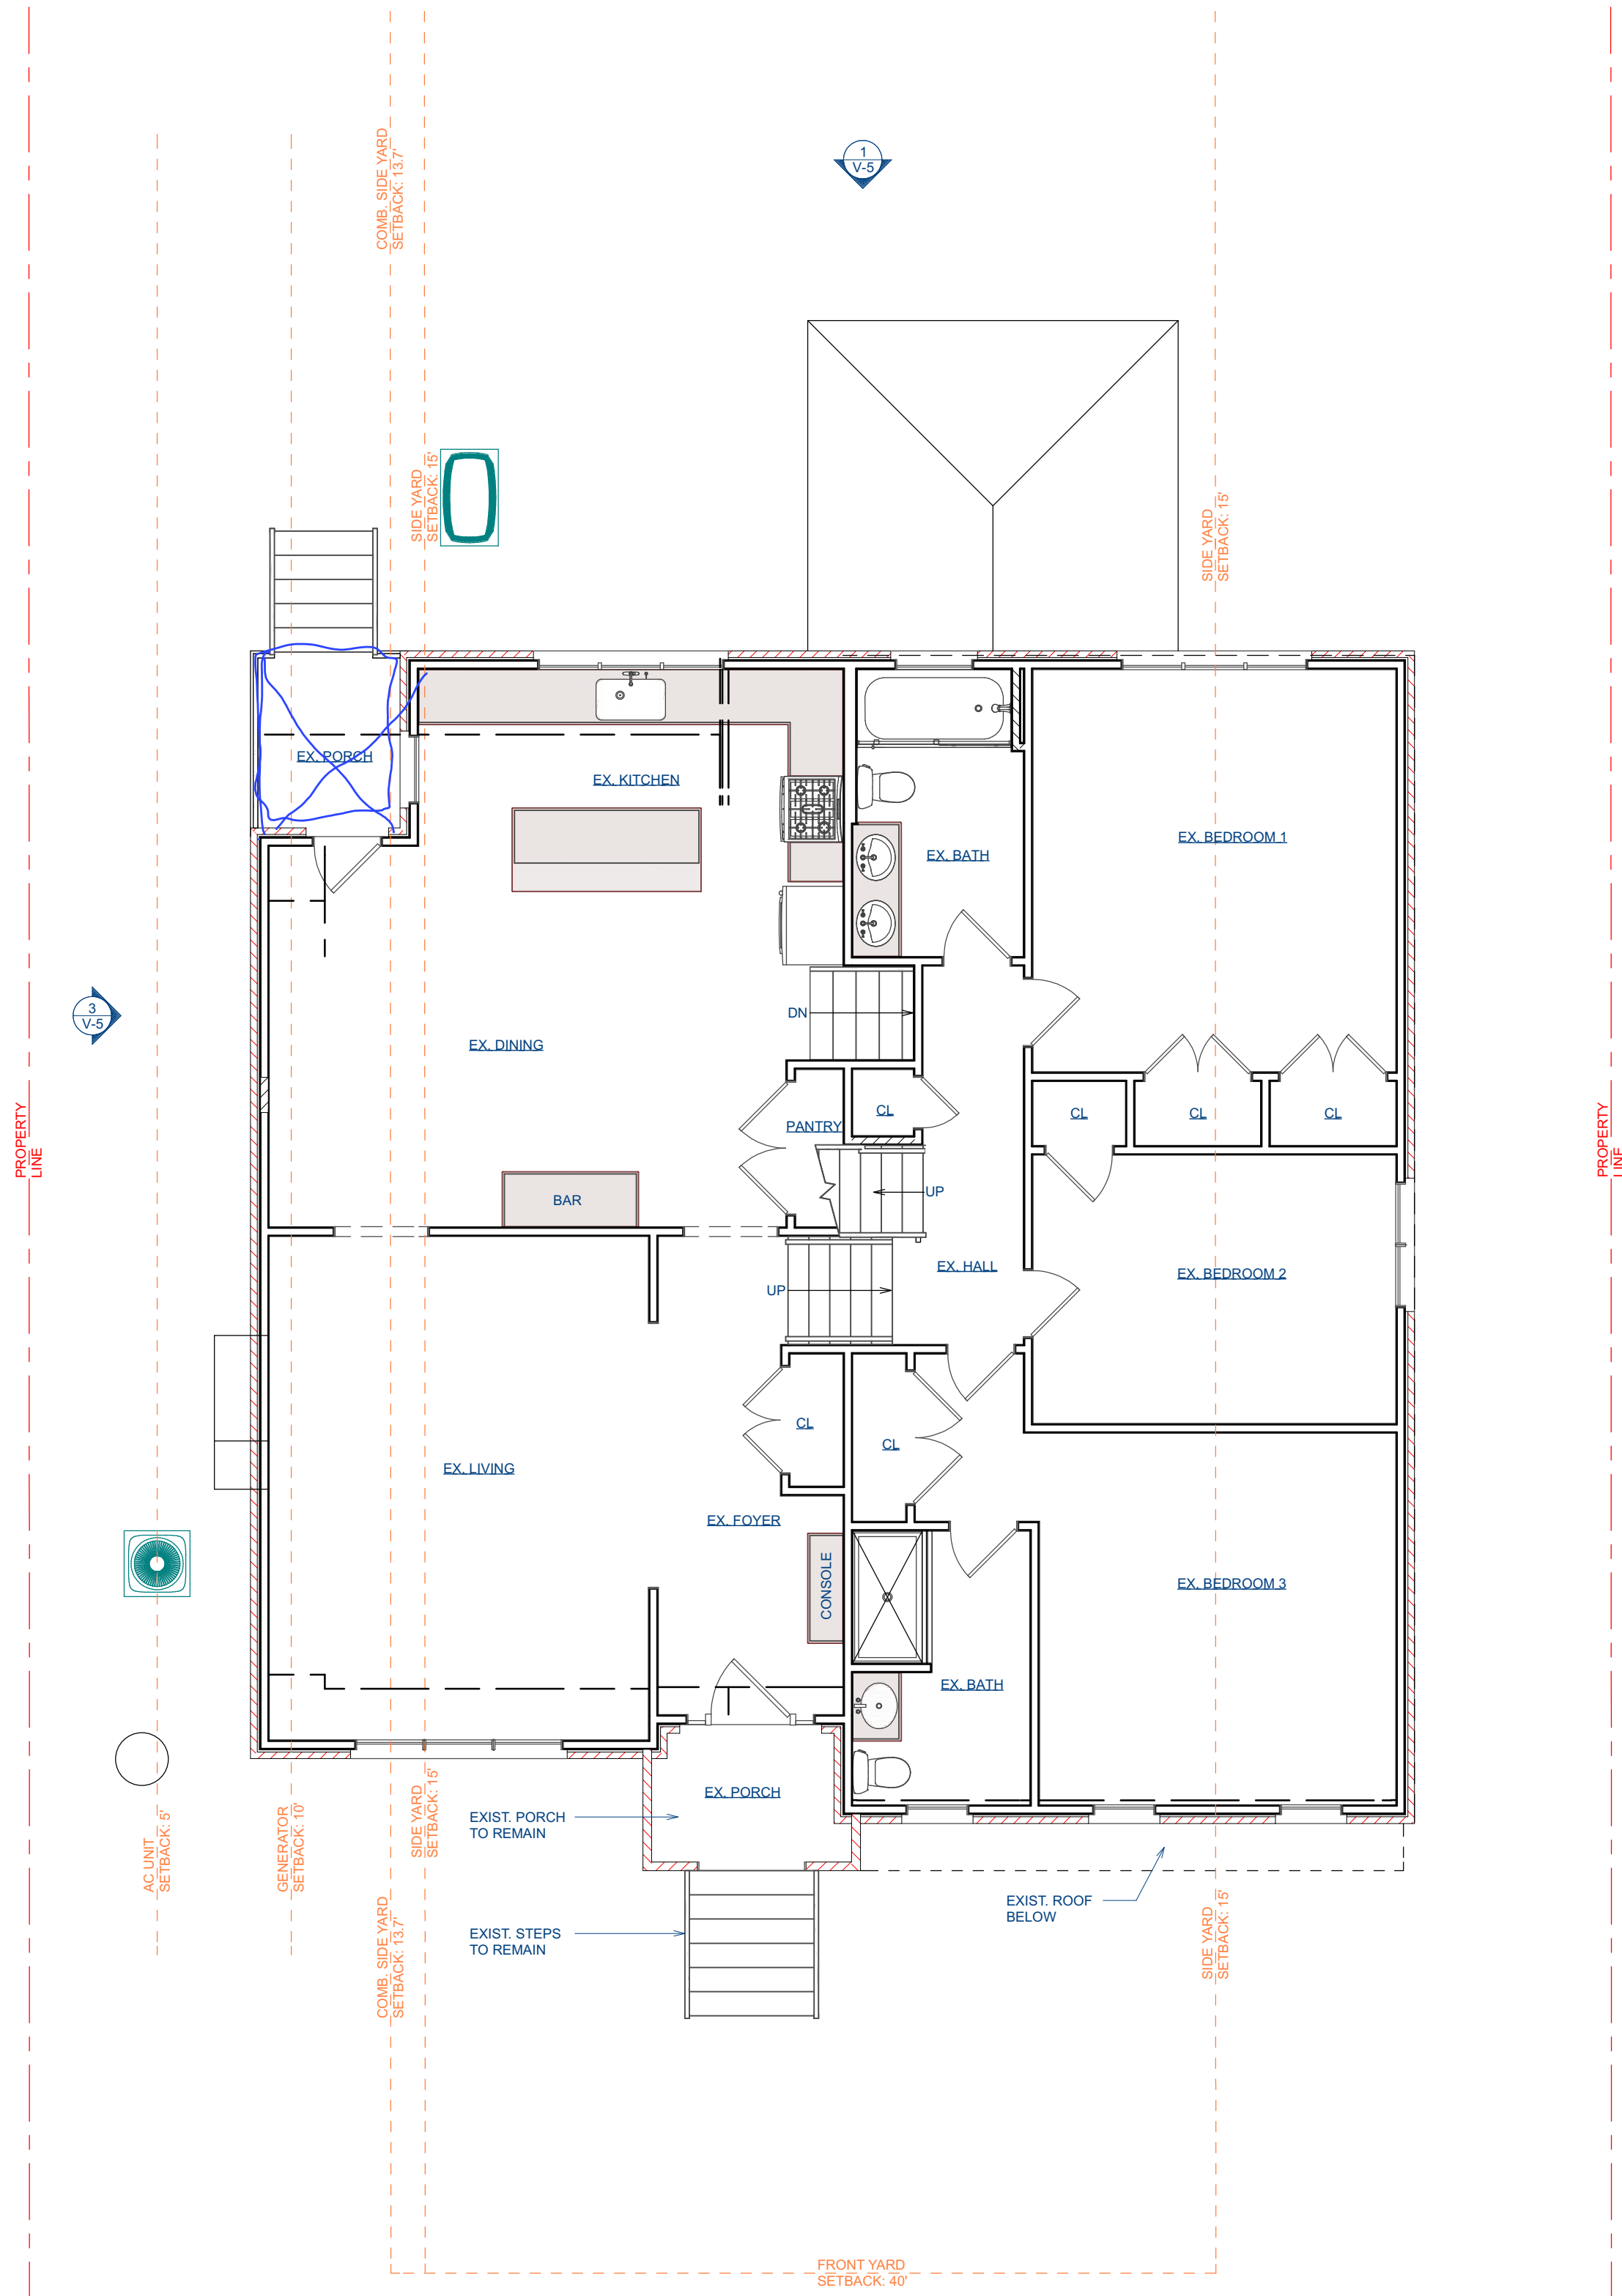 COMB. SIDE YARD
SETBACK: 13.7'
1
V-5
SIDE YARD
SETBACK: 15'
SIDE YARD
SETBACK: 15'
EX. PORCH
EX. KITCHEN
EX. BATH
EX. BEDROOM 1
3
V-5
DN
EX. DINING
PROPERTY
LINE
PROPERTY
LINE
PANTRY
CL
CL
CL
CL
BAR
UP
EX. HALL
EX. BEDROOM 2
UP
CL
CL
EX. LIVING
EX. FOYER
CONSOLE
EX. BEDROOM 3
EX. BATH
EX. PORCH
EXIST. PORCH
TO REMAIN
AC UNIT
SETBACK: 5'
GENERATOR
SETBACK: 10'
SIDE YARD
SETBACK: 15'
COMB. SIDE YARD
SETBACK: 13.7'
EXIST. STEPS
TO REMAIN
EXIST. ROOF
BELOW
SIDE YARD
SETBACK: 15'
FRONT YARD
SETBACK: 40'